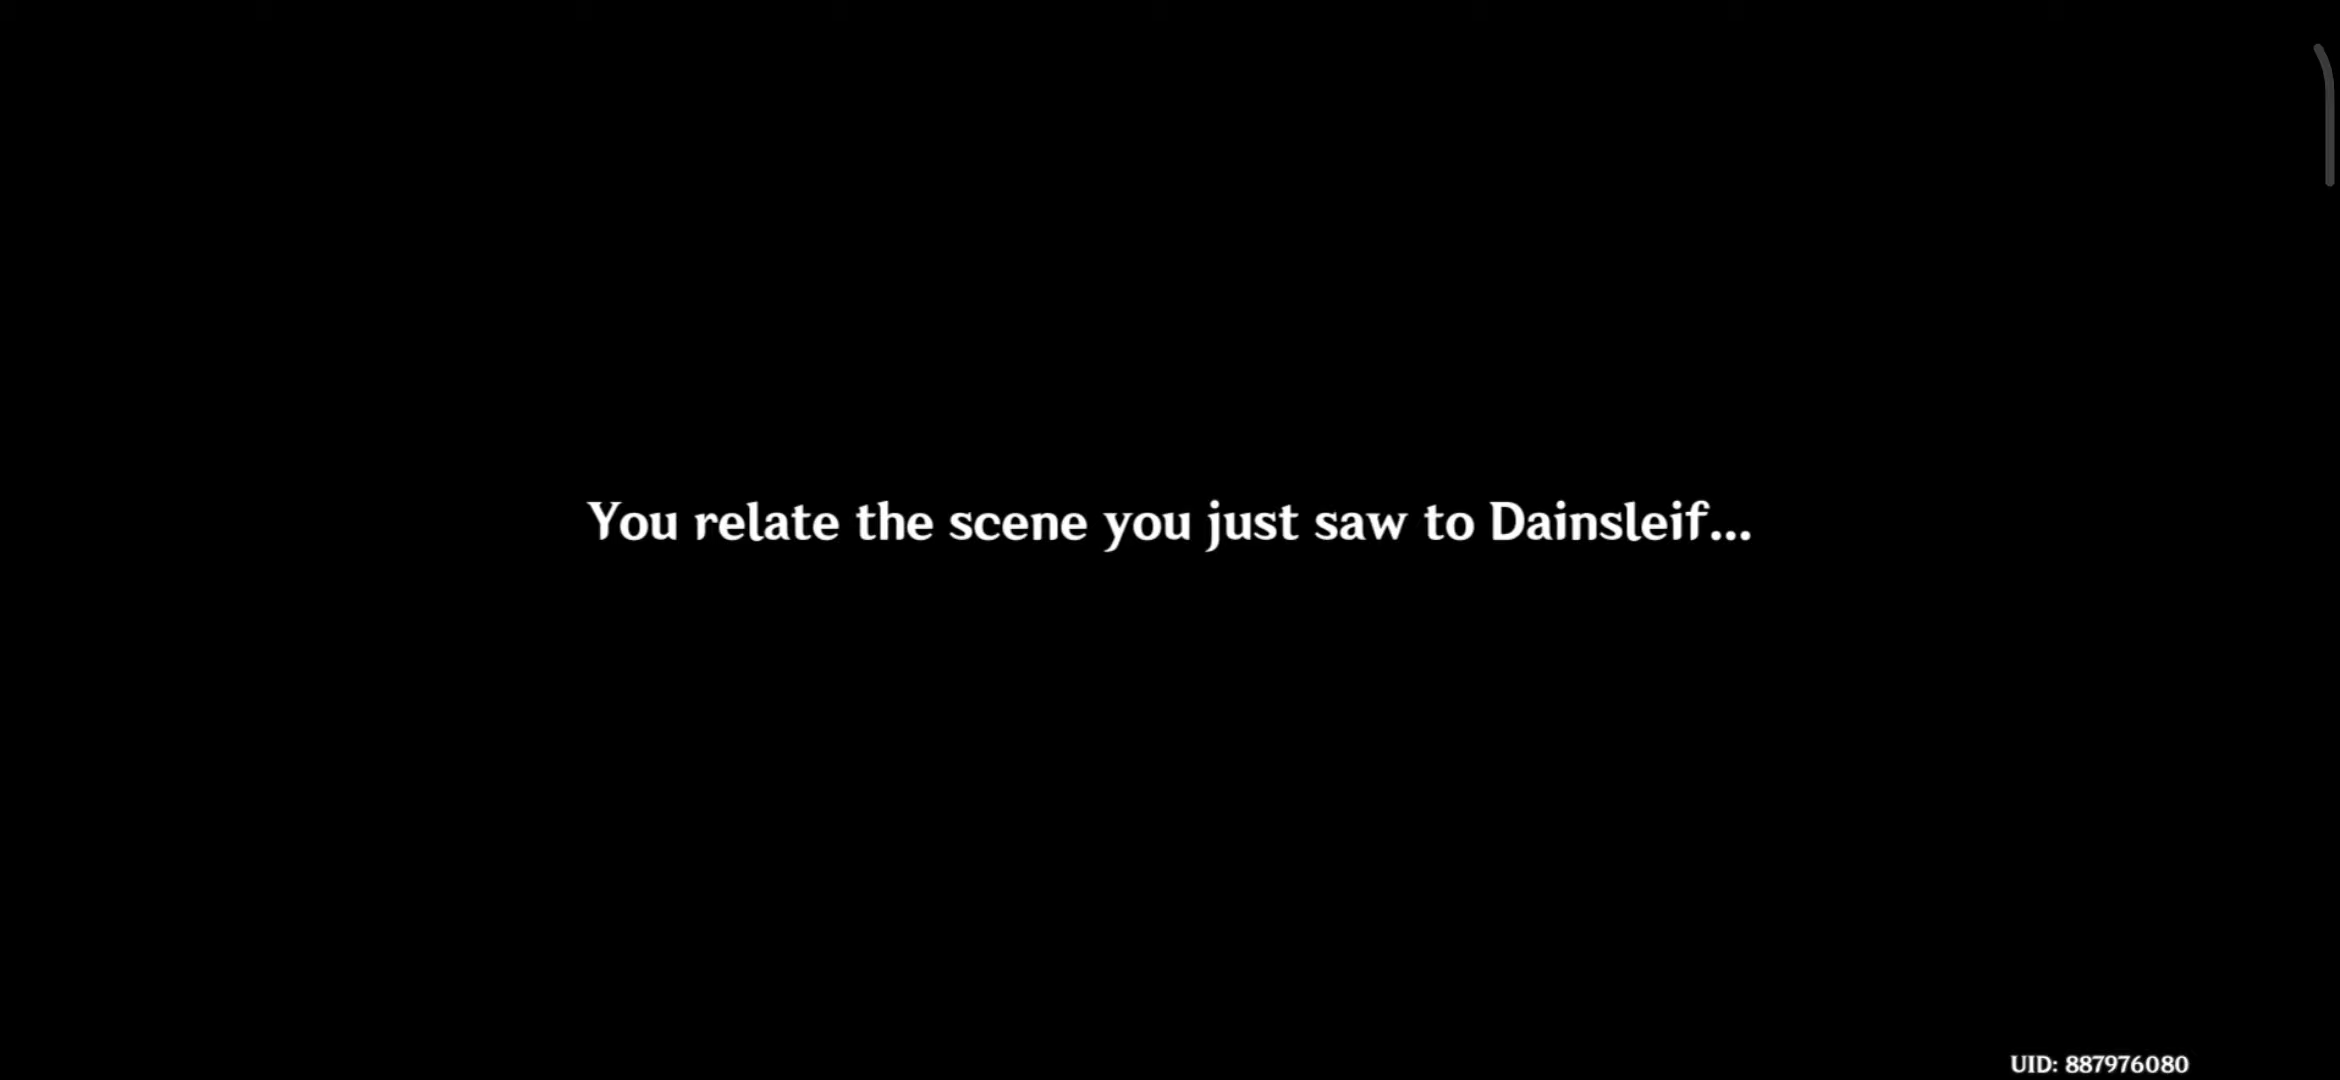 You relate the scene you just saw to Dainsleif...
UID: 887976080